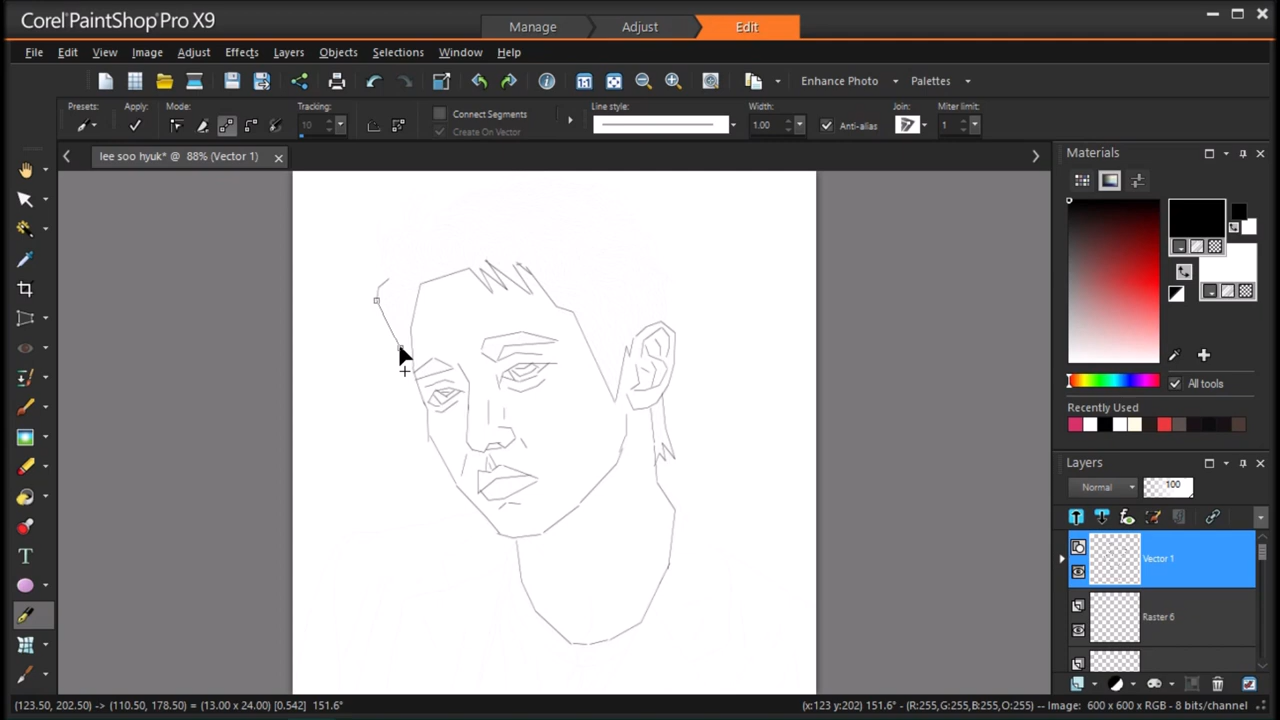 Corel PaintShop Pro X9
Manage Adjust Edit
File Edit View Image Adjust Effects Layers Objects Selections Window Help
Enhance Photo Palettes
Presets: Apply: Mode: Tracking: 10 Connect Segments Create On Vector Line style: Width: 1.00 Anti-alias Join: Miter limit: 1
lee soo hyuk* @ 88% (Vector 1)
Materials
All tools
Recently Used
Layers
Normal 100
Vector 1
Raster 6
(123.50, 202.50) -> (110.50, 178.50) = (13.00 x 24.00) [0.542] 151.6°
(x:123 y:202) 151.6° - (R:255,G:255,B:255,O:255) -- Image: 600 x 600 x RGB - 8 bits/channel